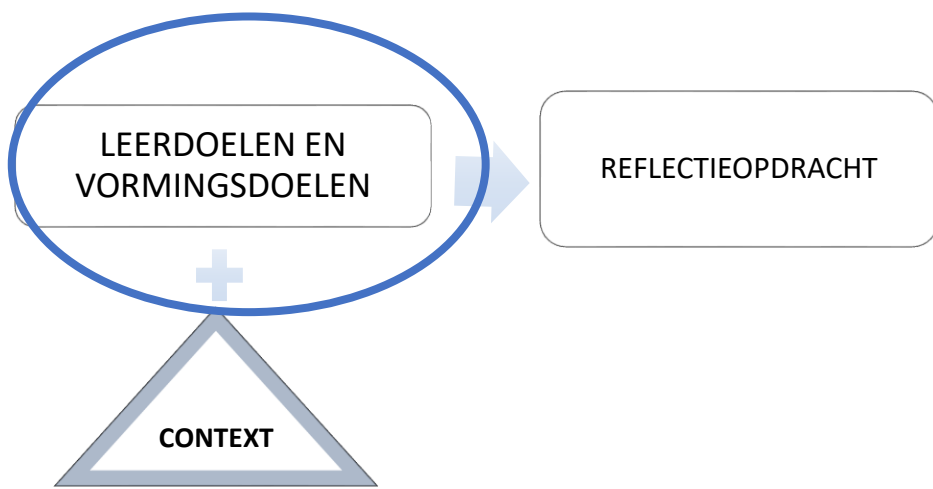 LEERDOELEN EN
VORMINGSDOELEN
REFLECTIEOPDRACHT
CONTEXT